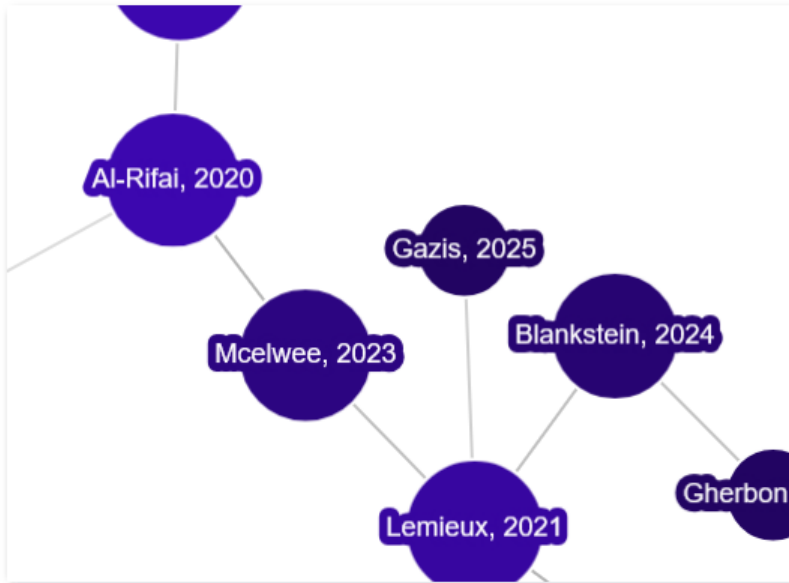 Al-Rifai, 2020
Gazis, 2025
Blankstein, 2024
Mcelwee, 2023
Gherbon
Lemieux, 2021